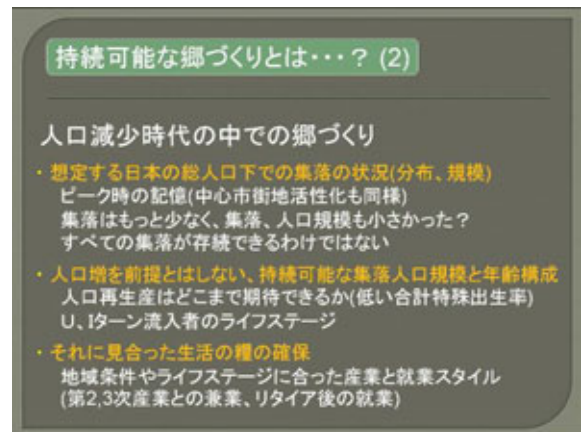 持続可能な郷づくりとは・・・？ (2)
人口減少時代の中での郷づくり
・想定する日本の総人口下での集落の状況(分布、規模)
ピーク時の記憶(中心市街地活性化も同様)
集落はもっと少なく、集落、人口規模も小さかった？
すべての集落が存続できるわけではない
・人口増を前提とはしない、持続可能な集落人口規模と年齢構成
人口再生産はどこまで期待できるか(低い合計特殊出生率)
Ｕ、Ｉターン流入者のライフステージ
・それに見合った生活の糧の確保
地域条件やライフステージに合った産業と就業スタイル
(第2,3次産業との兼業、リタイア後の就業)